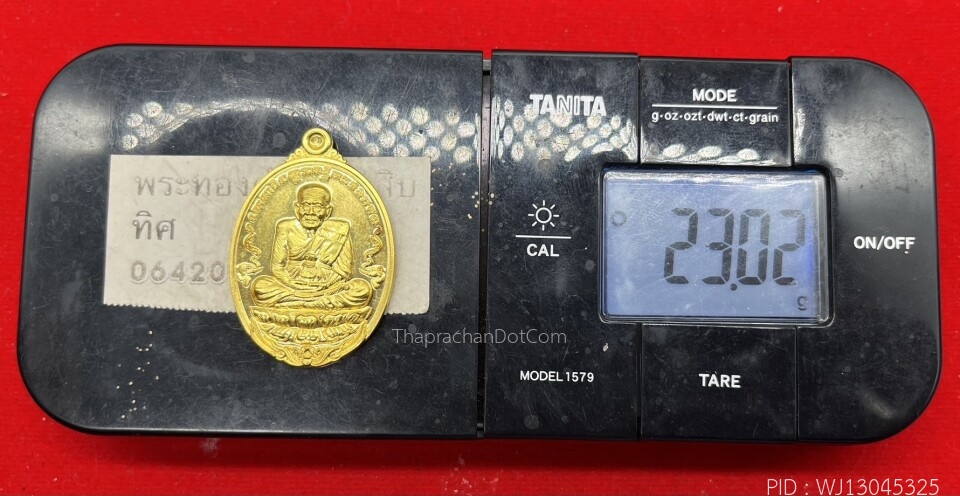 พระทอง
ทิศ
06420
TANITA
MODE
g·oz·ozt·dwt·ct·grain
CAL
23.02
g
ON/OFF
ThaprachanDotCom
MODEL 1579
TARE
PID : WJ13045325